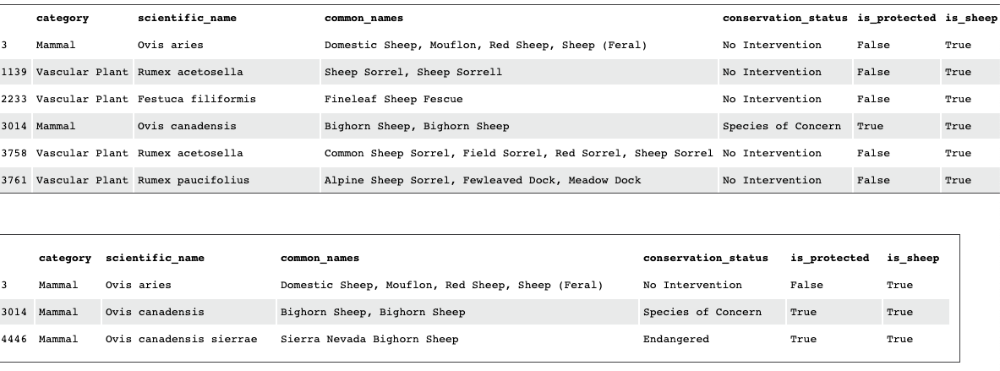 category scientific_name common_names conservation_status is_protected is_sheep
3 Mammal Ovis aries Domestic Sheep, Mouflon, Red Sheep, Sheep (Feral) No Intervention False True
1139 Vascular Plant Rumex acetosella Sheep Sorrel, Sheep Sorrell No Intervention False True
2233 Vascular Plant Festuca filiformis Fineleaf Sheep Fescue No Intervention False True
3014 Mammal Ovis canadensis Bighorn Sheep, Bighorn Sheep Species of Concern True True
3758 Vascular Plant Rumex acetosella Common Sheep Sorrel, Field Sorrel, Red Sorrel, Sheep Sorrel No Intervention False True
3761 Vascular Plant Rumex paucifolius Alpine Sheep Sorrel, Fewleaved Dock, Meadow Dock No Intervention False True
category scientific_name common_names conservation_status is_protected is_sheep
3 Mammal Ovis aries Domestic Sheep, Mouflon, Red Sheep, Sheep (Feral) No Intervention False True
3014 Mammal Ovis canadensis Bighorn Sheep, Bighorn Sheep Species of Concern True True
4446 Mammal Ovis canadensis sierrae Sierra Nevada Bighorn Sheep Endangered True True